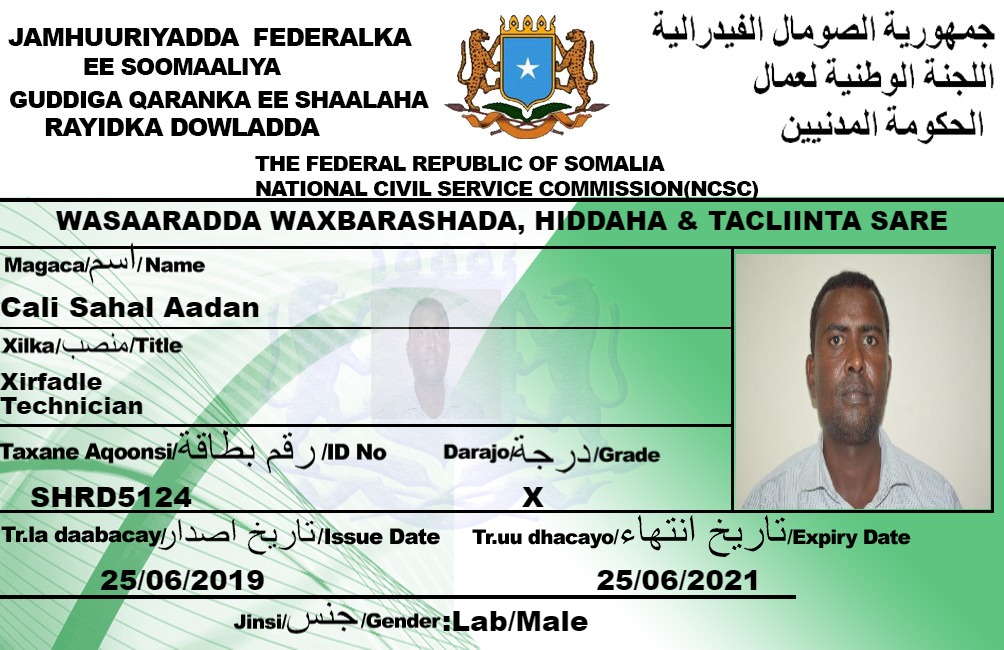 JAMHUURIYADDA FEDERALKA
EE SOOMAALIYA
GUDDIGA QARANKA EE SHAALAHA
RAYIDKA DOWLADDA
جمهورية الصومال الفيدرالية
اللجنة الوطنية لعمال
الحكومة المدنيين
THE FEDERAL REPUBLIC OF SOMALIA
NATIONAL CIVIL SERVICE COMMISSION(NCSC)
WASAARADDA WAXBARASHADA, HIDDAHA & TACLIINTA SARE
Magaca/اسم/Name
Cali Sahal Aadan
Xilka/منصب/Title
Xirfadle
Technician
Taxane Aqoonsi/رقم بطاقة/ID No Darajo/درجة/Grade
SHRD5124 X
Tr.la daabacay/تاريخ اصدار/Issue Date Tr.uu dhacayo/تاريخ انتهاء/Expiry Date
25/06/2019 25/06/2021
Jinsi/جنس/Gender:Lab/Male